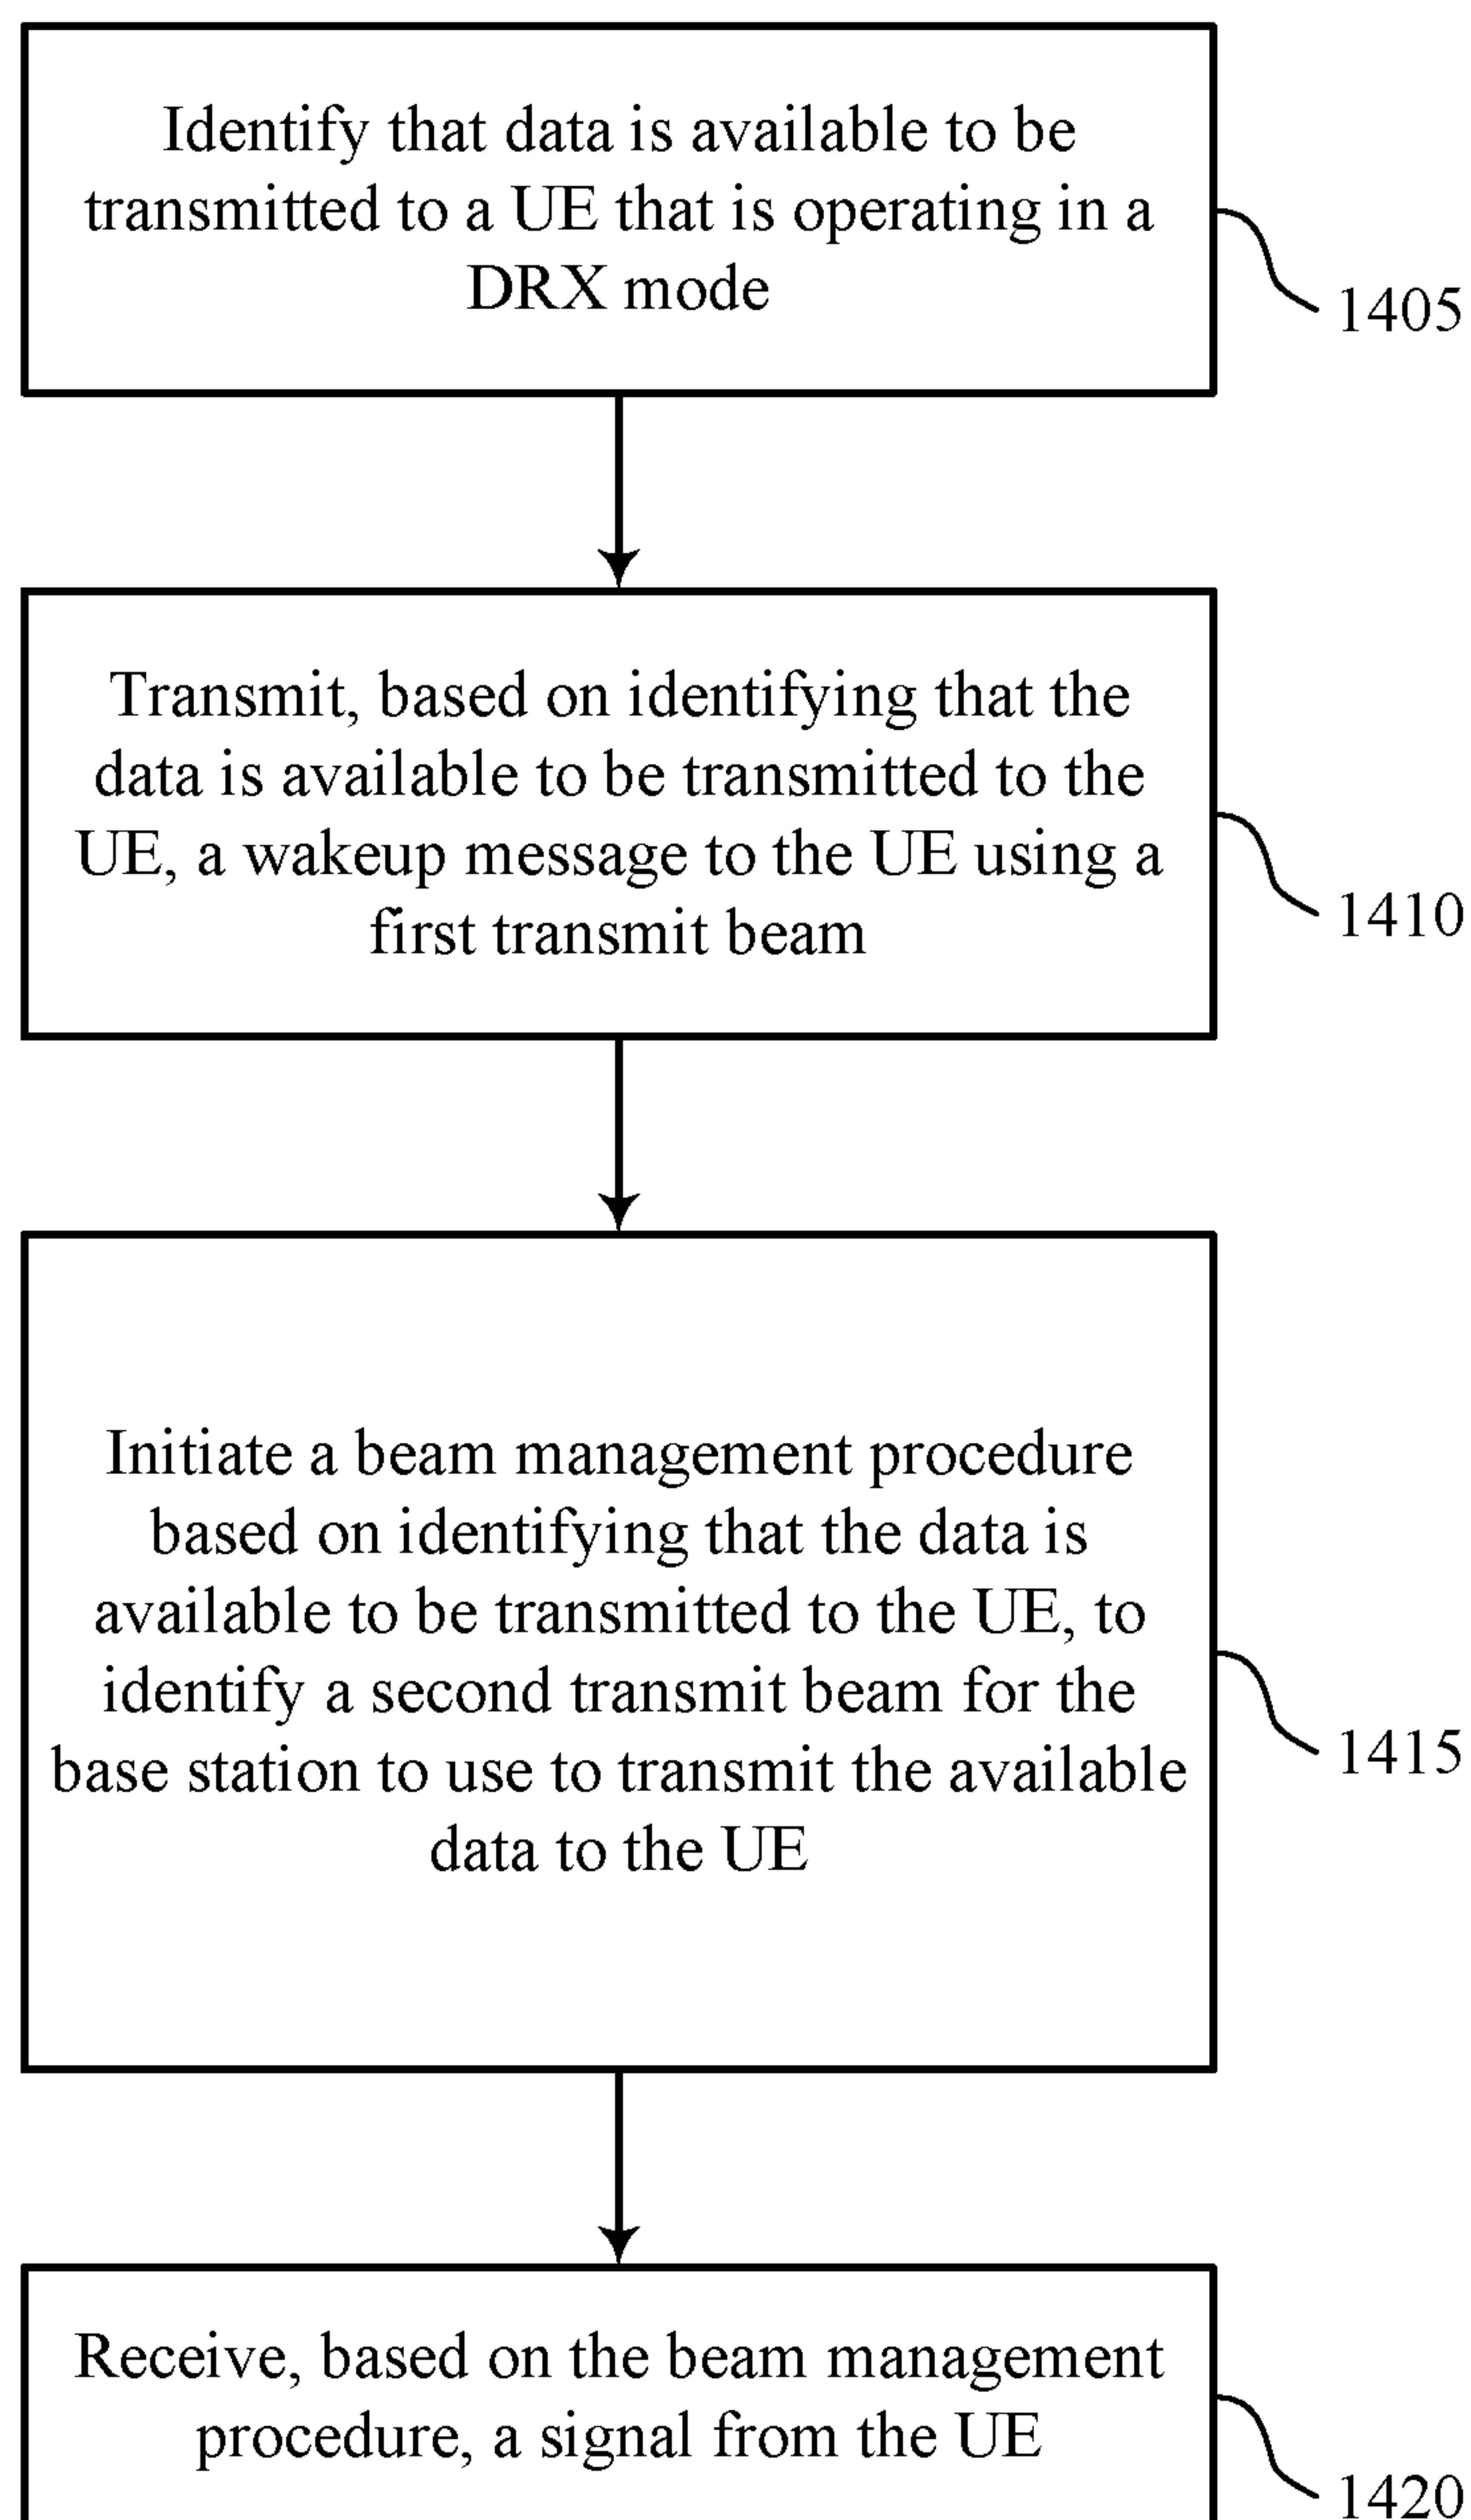 Identify that data is available to be
transmitted to a UE that is operating in a
DRX mode
1405
Transmit, based on identifying that the
data is available to be transmitted to the
UE, a wakeup message to the UE using a
first transmit beam
1410
Initiate a beam management procedure
based on identifying that the data is
available to be transmitted to the UE, to
identify a second transmit beam for the
base station to use to transmit the available
data to the UE
1415
Receive, based on the beam management
procedure, a signal from the UE
1420